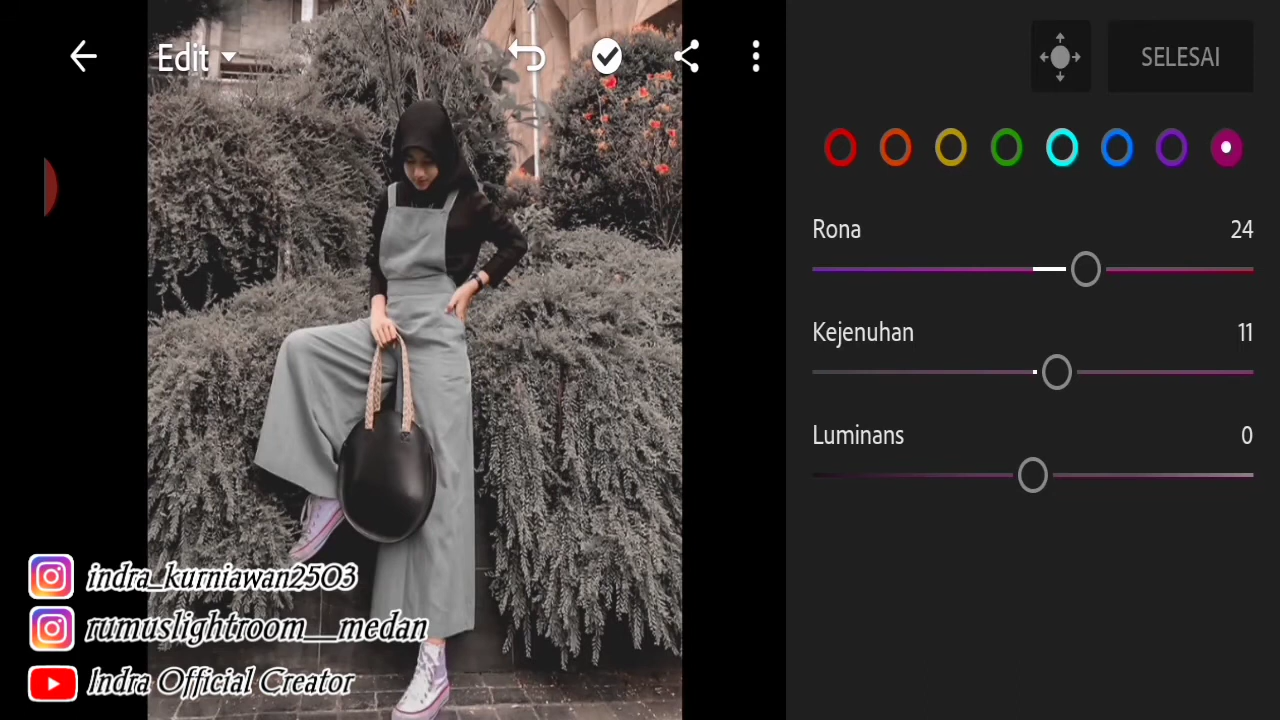 Edit
SELESAI
Rona 24
Kejenuhan 11
Luminans 0
indra_kurniawan2503
rumuslightroom__medan
Indra Official Creator